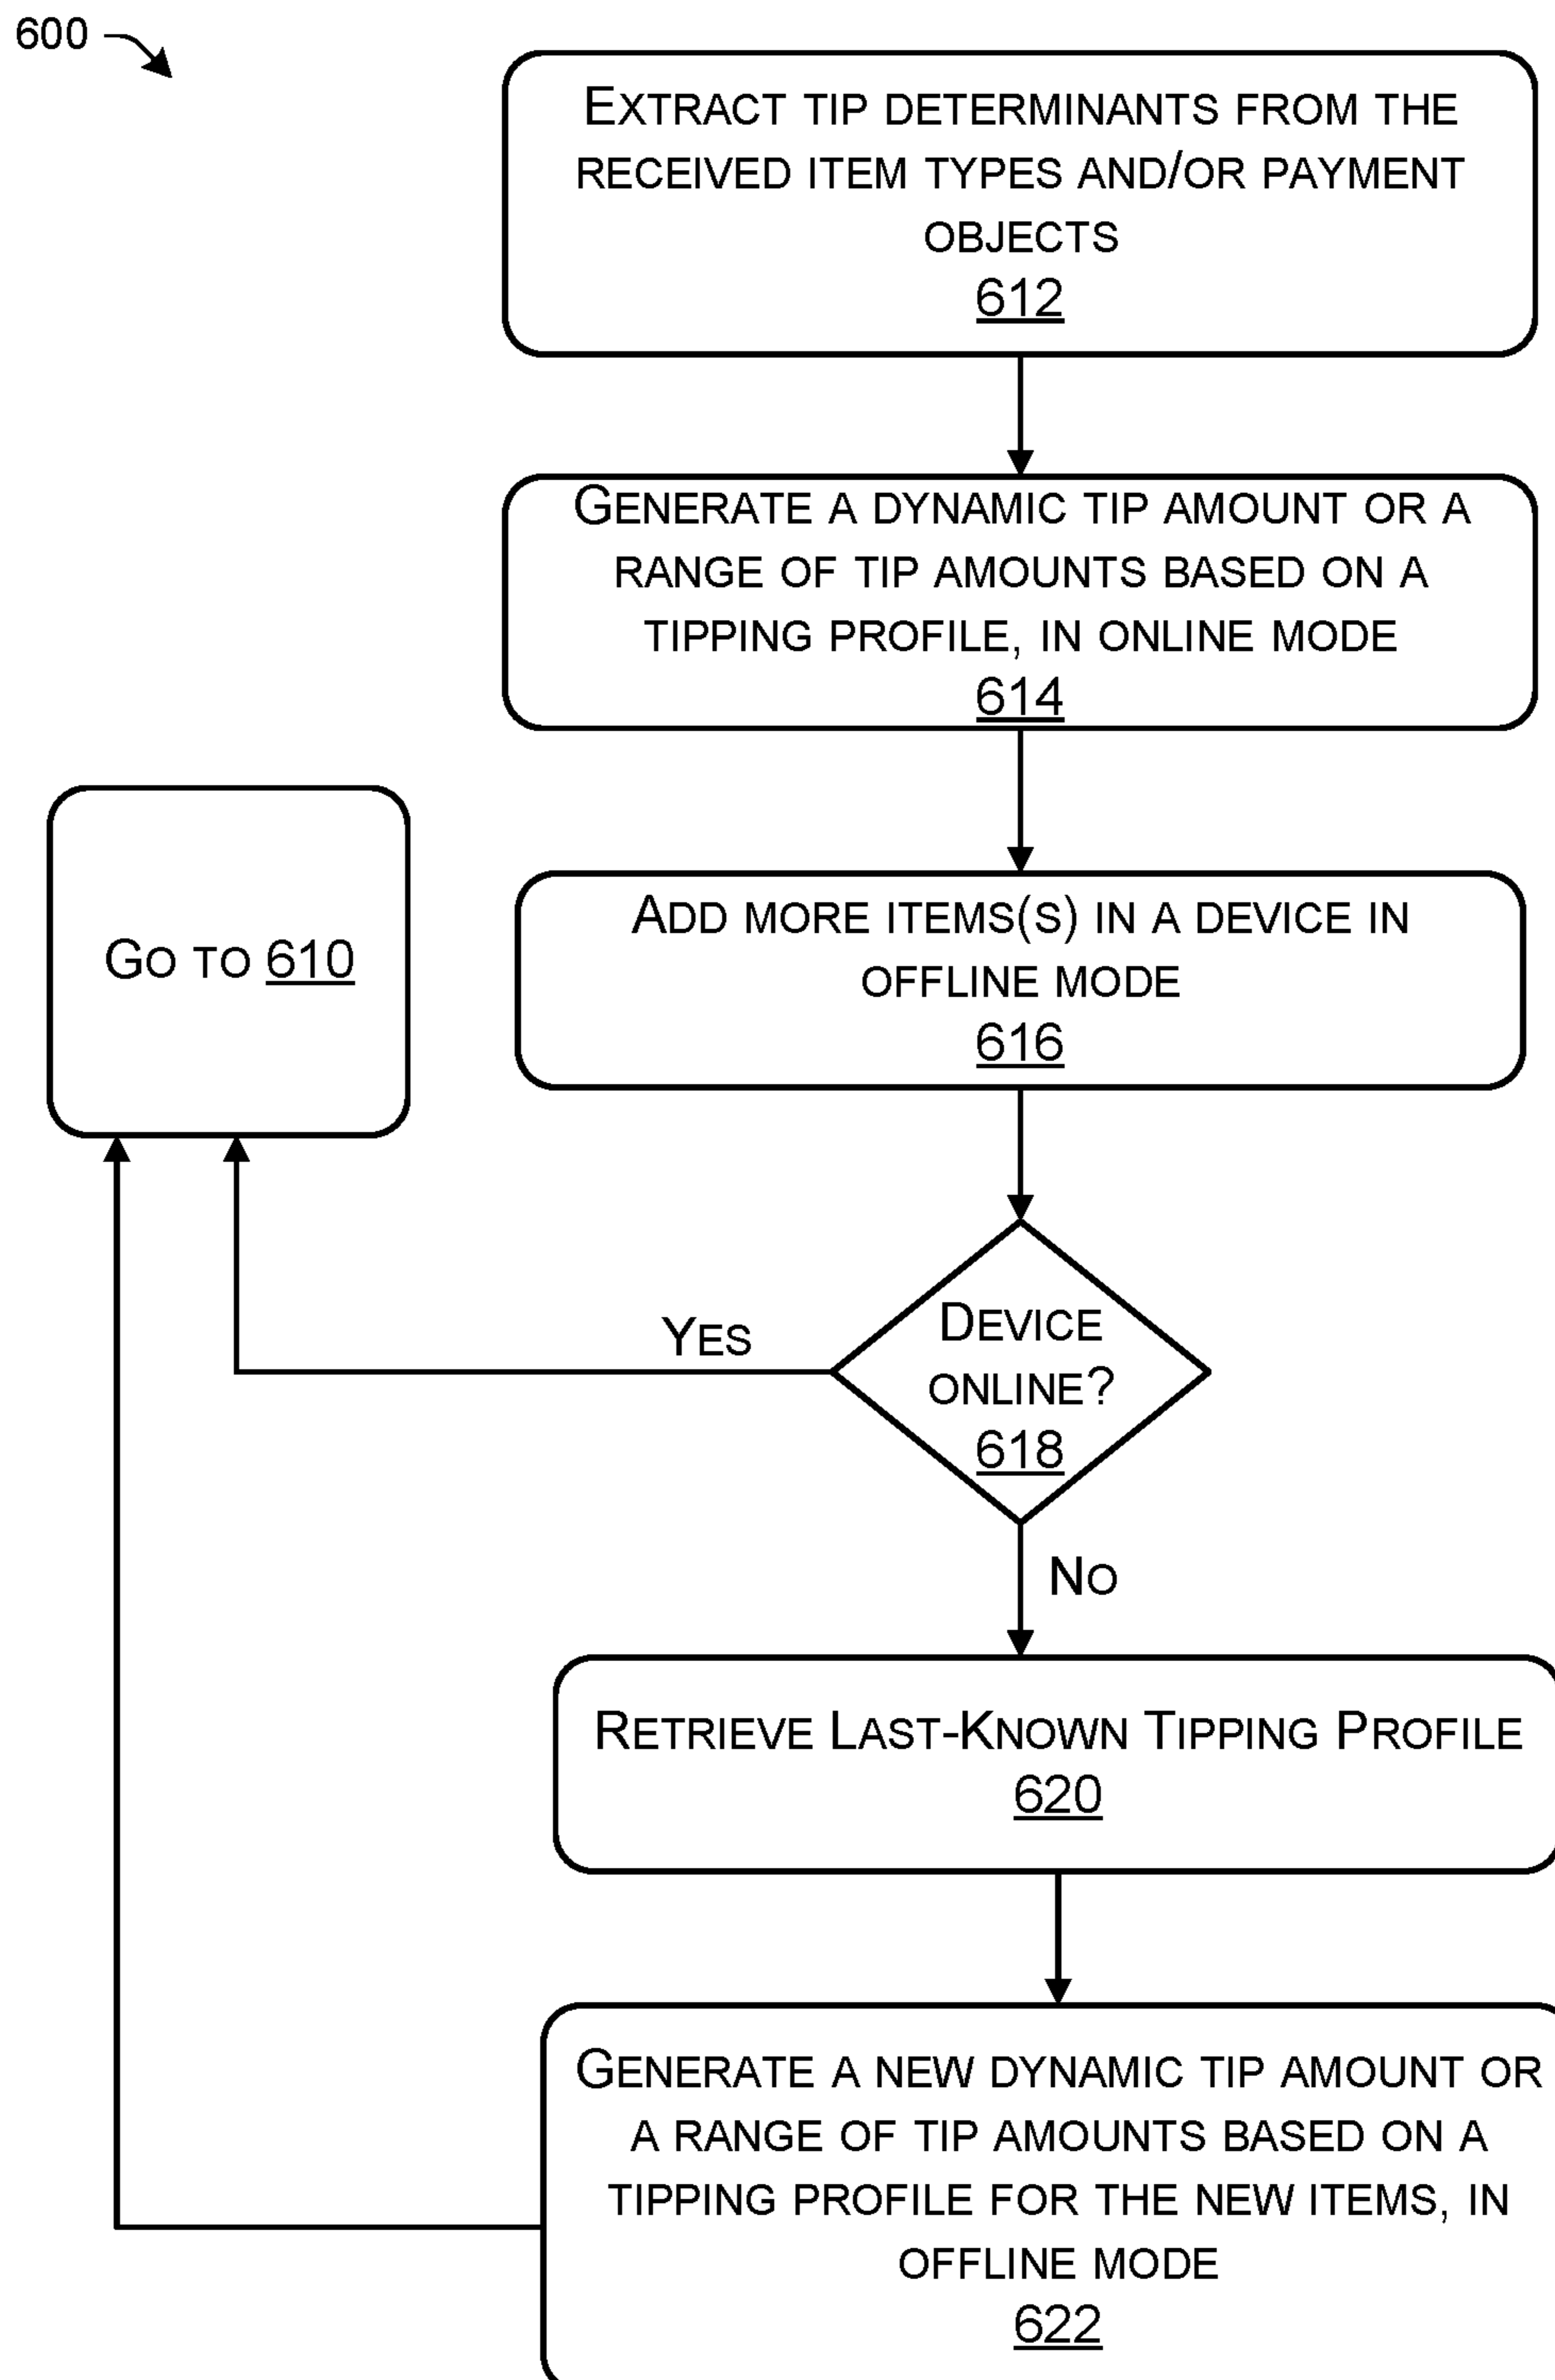 600
EXTRACT TIP DETERMINANTS FROM THE
RECEIVED ITEM TYPES AND/OR PAYMENT
OBJECTS
612
GENERATE A DYNAMIC TIP AMOUNT OR A
RANGE OF TIP AMOUNTS BASED ON A
TIPPING PROFILE, IN ONLINE MODE
614
GO TO 610
ADD MORE ITEMS(S) IN A DEVICE IN
OFFLINE MODE
616
DEVICE
ONLINE?
618
YES
NO
RETRIEVE LAST-KNOWN TIPPING PROFILE
620
GENERATE A NEW DYNAMIC TIP AMOUNT OR
A RANGE OF TIP AMOUNTS BASED ON A
TIPPING PROFILE FOR THE NEW ITEMS, IN
OFFLINE MODE
622